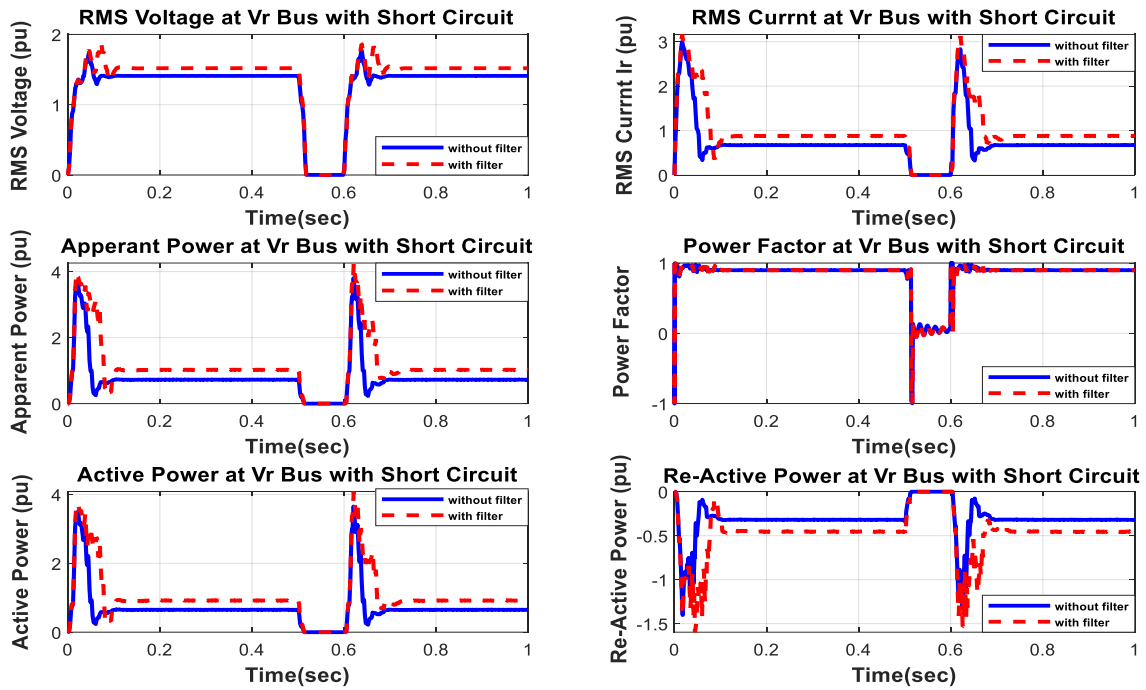 RMS Voltage at Vr Bus with Short Circuit
RMS Voltage (pu)
2
1
0
without filter
with filter
0 0.2 0.4 0.6 0.8 1
Time(sec)
RMS Currnt at Vr Bus with Short Circuit
RMS Currnt Ir (pu)
3
2
1
0
without filter
with filter
0 0.2 0.4 0.6 0.8 1
Time(sec)
Apperant Power at Vr Bus with Short Circuit
Apparent Power (pu)
4
2
0
without filter
with filter
0 0.2 0.4 0.6 0.8 1
Time(sec)
Power Factor at Vr Bus with Short Circuit
Power Factor
1
0
-1
without filter
with filter
0 0.2 0.4 0.6 0.8 1
Time(sec)
Active Power at Vr Bus with Short Circuit
Active Power (pu)
4
2
0
without filter
with filter
0 0.2 0.4 0.6 0.8 1
Time(sec)
Re-Active Power at Vr Bus with Short Circuit
Re-Active Power (pu)
0
-0.5
-1
-1.5
without filter
with filter
0 0.2 0.4 0.6 0.8 1
Time(sec)